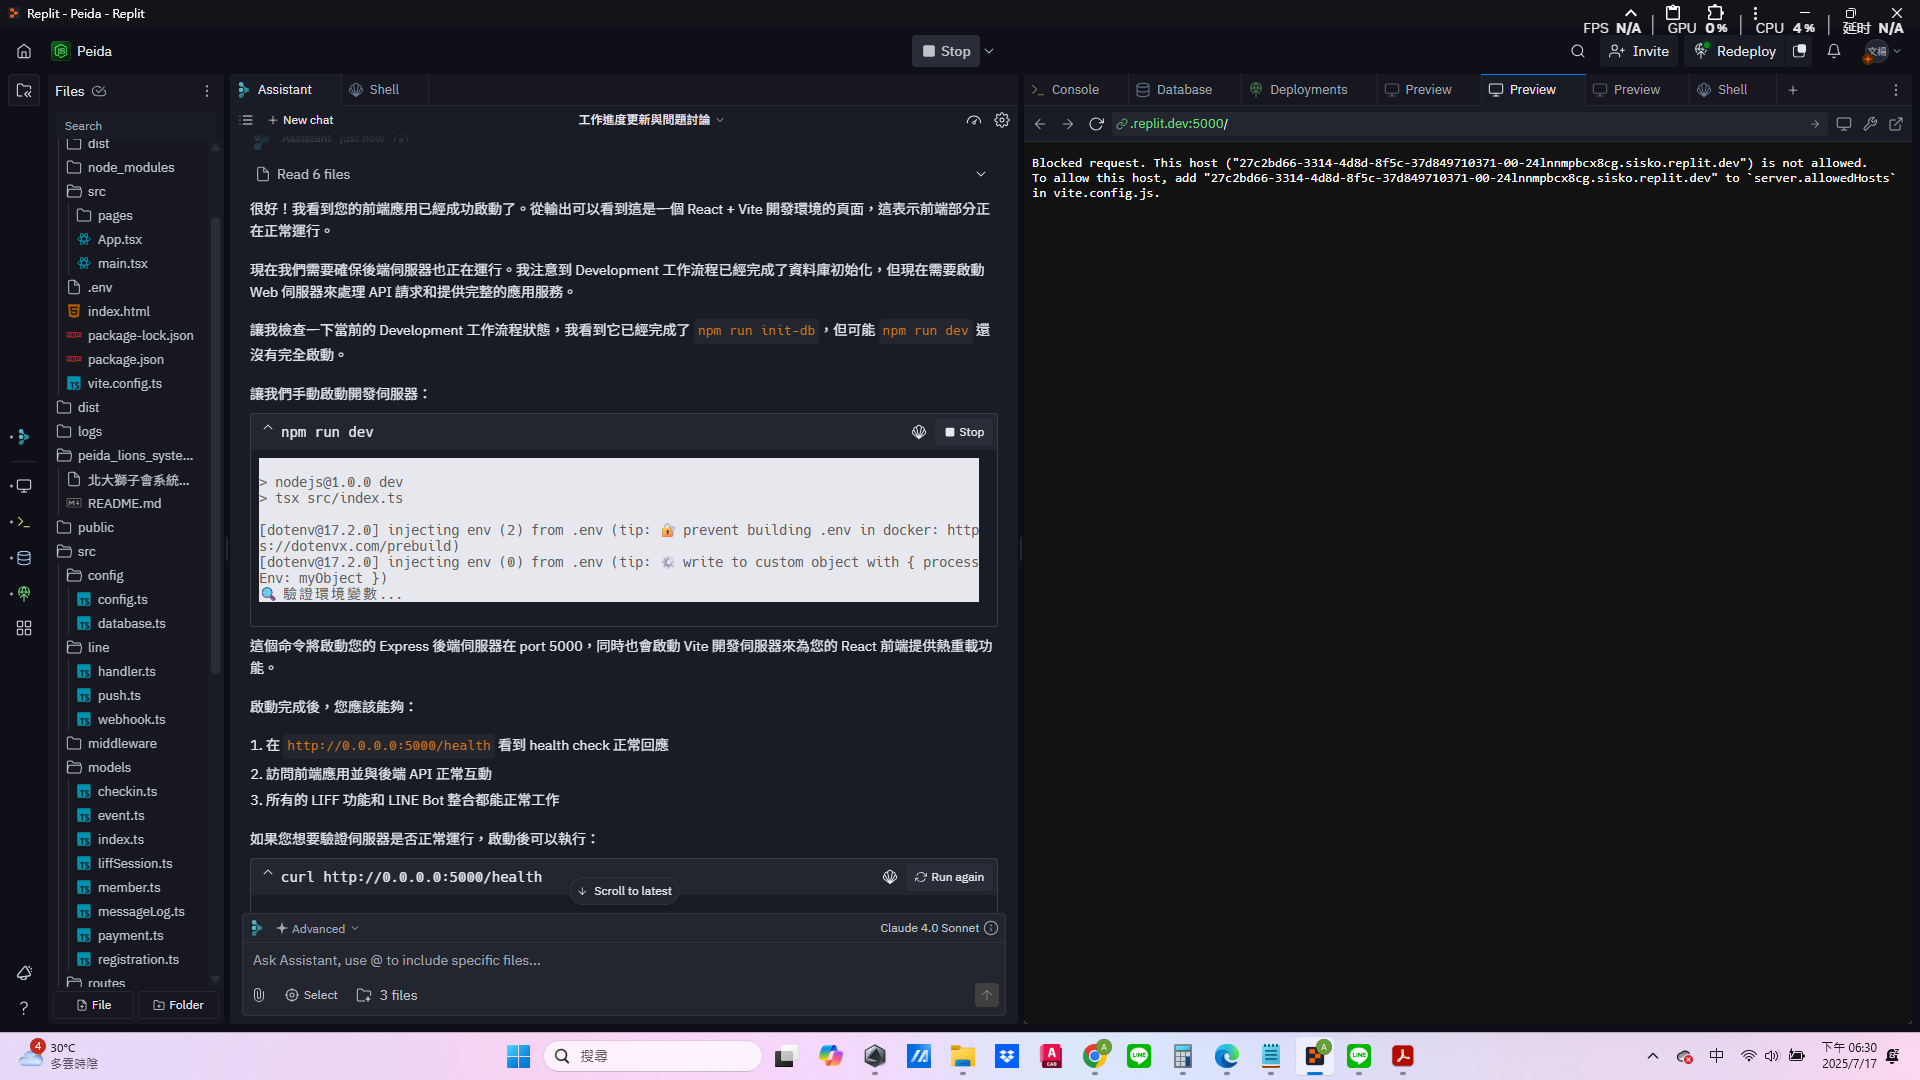 Replit - Peida - Replit
FPS N/A GPU 0% CPU 4% 延时 N/A
Peida
Stop
Invite
Redeploy
文楊
Files
Assistant
Shell
Console
Database
Deployments
Preview
Preview
Preview
Shell
Search
New chat
工作進度更新與問題討論
.replit.dev:5000/
dist
node_modules
src
pages
App.tsx
main.tsx
.env
index.html
package-lock.json
package.json
vite.config.ts
dist
logs
peida_lions_syste...
北大獅子會系統...
README.md
public
src
config
config.ts
database.ts
line
handler.ts
push.ts
webhook.ts
middleware
models
checkin.ts
event.ts
index.ts
liffSession.ts
member.ts
messageLog.ts
payment.ts
registration.ts
routes
File
Folder
Assistant just now
Read 6 files
很好！我看到您的前端應用已經成功啟動了。從輸出可以看到這是一個 React + Vite 開發環境的頁面，這表示前端部分正
在正常運行。
現在我們需要確保後端伺服器也正在運行。我注意到 Development 工作流程已經完成了資料庫初始化，但現在需要啟動
Web 伺服器來處理 API 請求和提供完整的應用服務。
讓我檢查一下當前的 Development 工作流程狀態，我看到它已經完成了 npm run init-db，但可能 npm run dev 還
沒有完全啟動。
讓我們手動啟動開發伺服器：
npm run dev
Stop
> nodejs@1.0.0 dev
> tsx src/index.ts
[dotenv@17.2.0] injecting env (2) from .env (tip: 🔐 prevent building .env in docker: http
s://dotenvx.com/prebuild)
[dotenv@17.2.0] injecting env (0) from .env (tip: ⚙️ write to custom object with { process
Env: myObject })
🔍 驗證環境變數...
這個命令將啟動您的 Express 後端伺服器在 port 5000，同時也會啟動 Vite 開發伺服器來為您的 React 前端提供熱重載功
能。
啟動完成後，您應該能夠：
1. 在 http://0.0.0.0:5000/health 看到 health check 正常回應
2. 訪問前端應用並與後端 API 正常互動
3. 所有的 LIFF 功能和 LINE Bot 整合都能正常工作
如果您想要驗證伺服器是否正常運行，啟動後可以執行：
curl http://0.0.0.0:5000/health
Run again
Scroll to latest
Advanced
Claude 4.0 Sonnet
Ask Assistant, use @ to include specific files...
Select
3 files
Blocked request. This host ("27c2bd66-3314-4d8d-8f5c-37d849710371-00-24lnnmpbcx8cg.sisko.replit.dev") is not allowed.
To allow this host, add "27c2bd66-3314-4d8d-8f5c-37d849710371-00-24lnnmpbcx8cg.sisko.replit.dev" to `server.allowedHosts`
in vite.config.js.
4
30°C
多雲時陰
搜尋
中
下午 06:30
2025/7/17